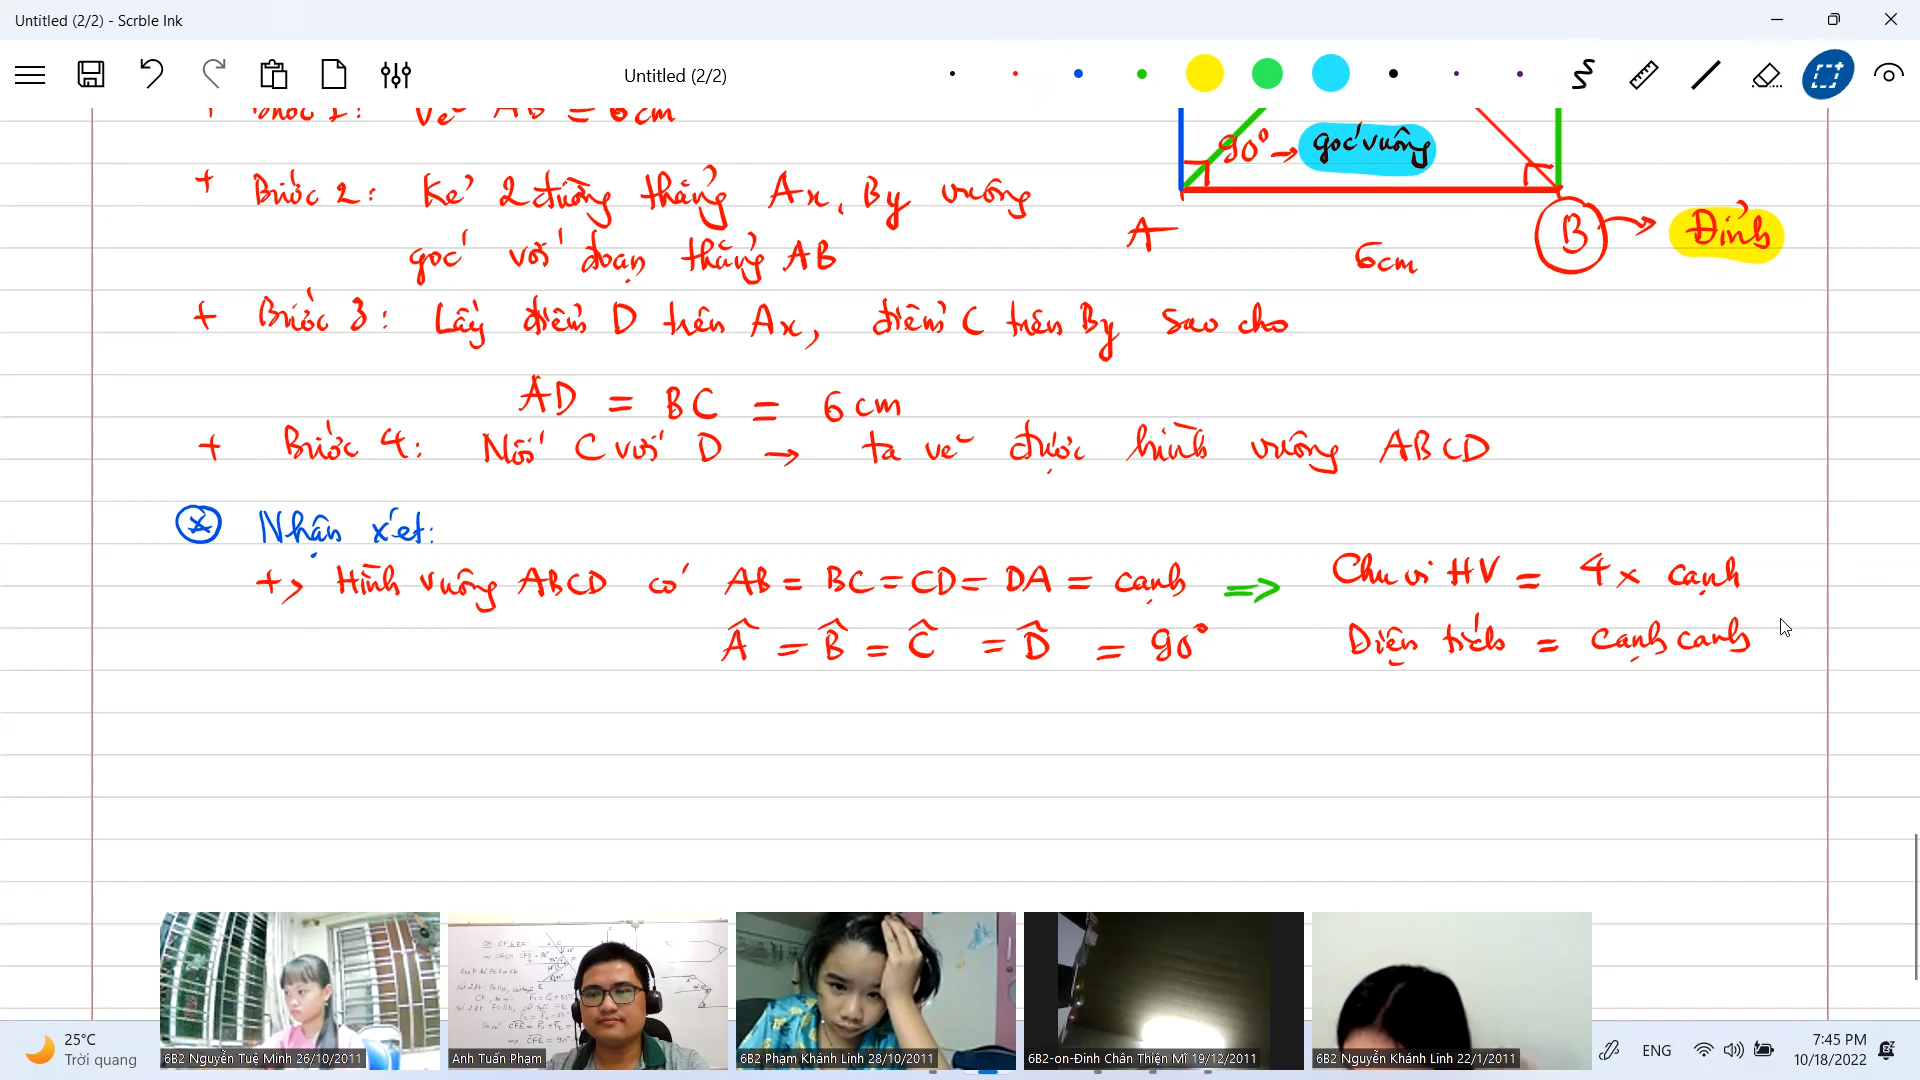 Untitled (2/2) - Scrble Ink
Untitled (2/2)
+ Bước 1: Vẽ AB = 6cm
90° → góc vuông
+ Bước 2: Kẻ 2 đường thẳng Ax, By vuông
góc với đoạn thẳng AB
A
6cm
B → Đỉnh
+ Bước 3: Lấy điểm D trên Ax, điểm C trên By sao cho
AD = BC = 6cm
+ Bước 4: Nối C với D → ta vẽ được hình vuông ABCD
* Nhận xét:
+> Hình vuông ABCD có AB = BC = CD = DA = cạnh => Chu vi HV = 4 x cạnh
Â = B̂ = Ĉ = D̂ = 90° Diện tích = cạnh cạnh
6B2 Nguyễn Tuệ Minh 26/10/2011
Anh Tuấn Phạm
6B2 Phạm Khánh Linh 28/10/2011
6B2-on-Đinh Chân Thiện Mĩ 19/12/2011
6B2 Nguyễn Khánh Linh 22/1/2011
25°C
Trời quang
ENG
7:45 PM
10/18/2022